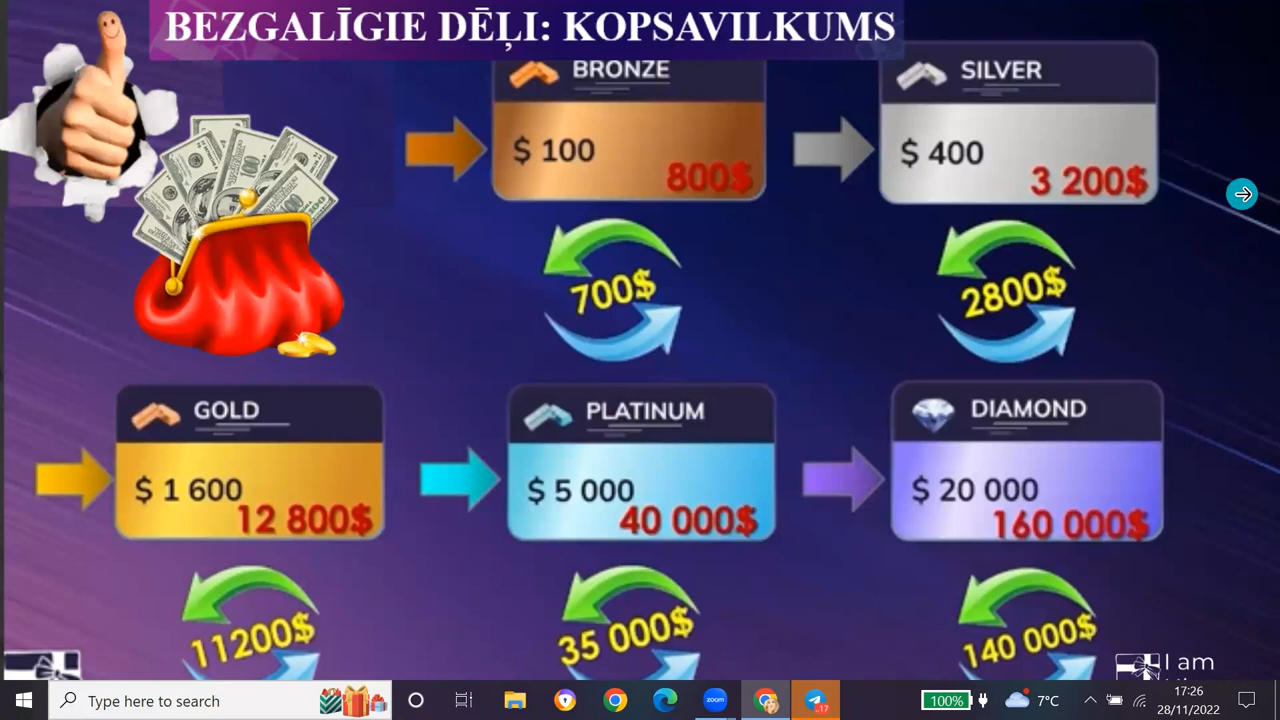 BEZGALĪGIE DĒĻI: KOPSAVILKUMS
BRONZE
$ 100
800$
SILVER
$ 400
3 200$
700$
2800$
GOLD
$ 1 600
12 800$
PLATINUM
$ 5 000
40 000$
DIAMOND
$ 20 000
160 000$
11200$
35 000$
140 000$
I am
Type here to search
zoom
..17
100%
7°C
17:26
28/11/2022